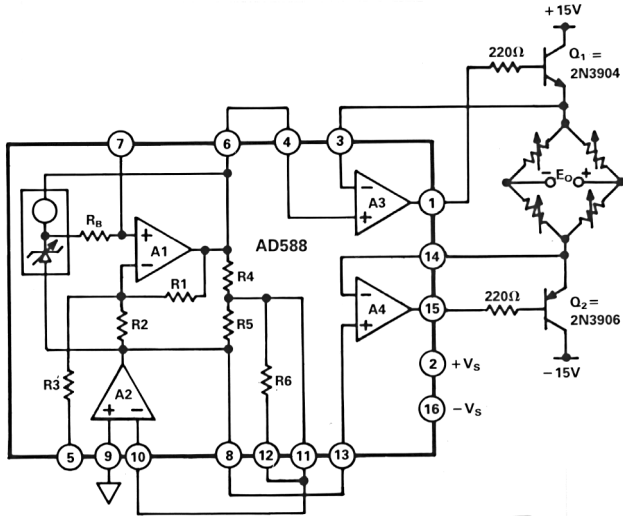 +15V
220Ω
Q1 =
2N3904
7
6
4
3
− EO +
− A3
+
1
RB
+
A1
−
AD588
R4
R1
14
R2
R5
− A4
+
15
220Ω
Q2 =
2N3906
R3
R6
2 +VS
A2
+ −
−15V
16 −VS
5
9
10
8
12
11
13